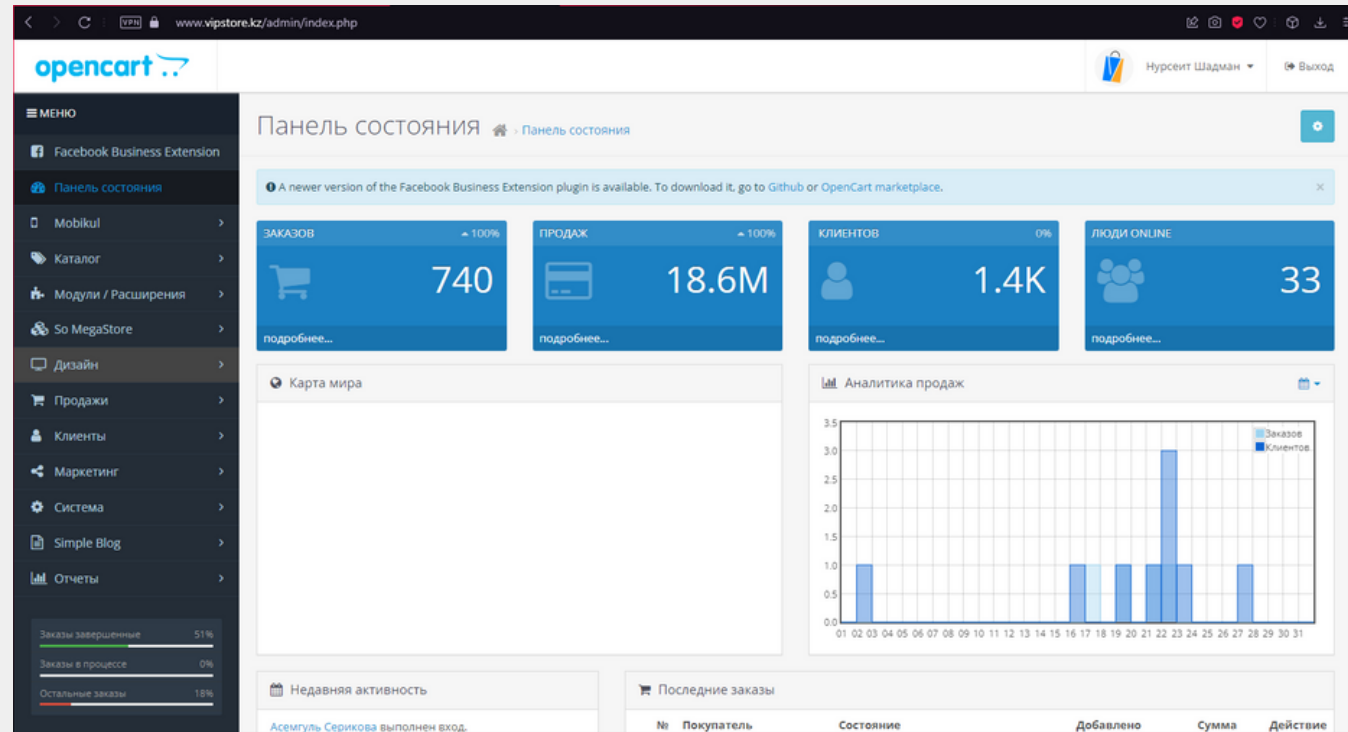 VPN www.vipstore.kz/admin/index.php
opencart
Нурсеит Шадман
Выход
МЕНЮ
Facebook Business Extension
Панель состояния
Mobikul
Каталог
Модули / Расширения
So MegaStore
Дизайн
Продажи
Клиенты
Маркетинг
Система
Simple Blog
Отчеты
Заказы завершенные 51%
Заказы в процессе 0%
Остальные заказы 18%
Панель состояния › Панель состояния
A newer version of the Facebook Business Extension plugin is available. To download it, go to Github or OpenCart marketplace. ×
ЗАКАЗОВ 100%
740
подробнее...
ПРОДАЖ 100%
18.6M
подробнее...
КЛИЕНТОВ 0%
1.4K
подробнее...
ЛЮДИ ONLINE
33
подробнее...
Карта мира
Аналитика продаж
Заказов
Клиентов
3.5
3.0
2.5
2.0
1.5
1.0
0.5
0.0
01 02 03 04 05 06 07 08 09 10 11 12 13 14 15 16 17 18 19 20 21 22 23 24 25 26 27 28 29 30 31
Недавняя активность
Асемгуль Серикова выполнен вход.
Последние заказы
№ Покупатель Состояние Добавлено Сумма Действие